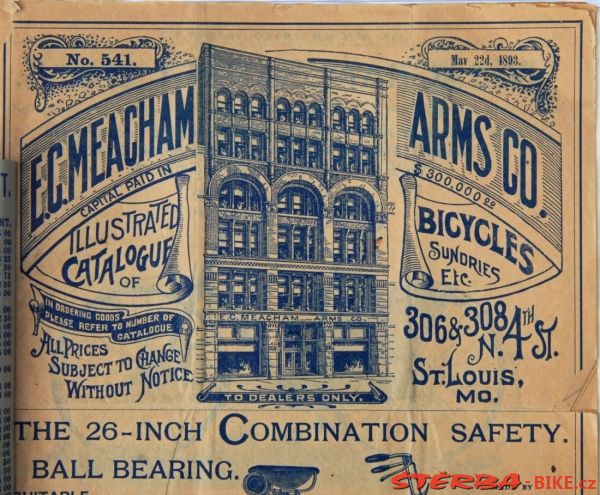 No. 541.
May 22d, 1893.
E.C. MEACHAM
ARMS CO.
CAPITAL PAID IN
$300,000.00
ILLUSTRATED
CATALOGUE
OF
BICYCLES
SUNDRIES
ETC.
IN ORDERING GOODS
PLEASE REFER TO NUMBER OF
CATALOGUE
ALL PRICES
SUBJECT TO CHANGE
WITHOUT NOTICE
E.C. MEACHAM ARMS CO.
306 & 308
N. 4TH ST.
ST. LOUIS,
MO.
TO DEALERS ONLY.
THE 26-INCH COMBINATION SAFETY.
BALL BEARING.
BY
ŠTĚRBA-BIKE.cz